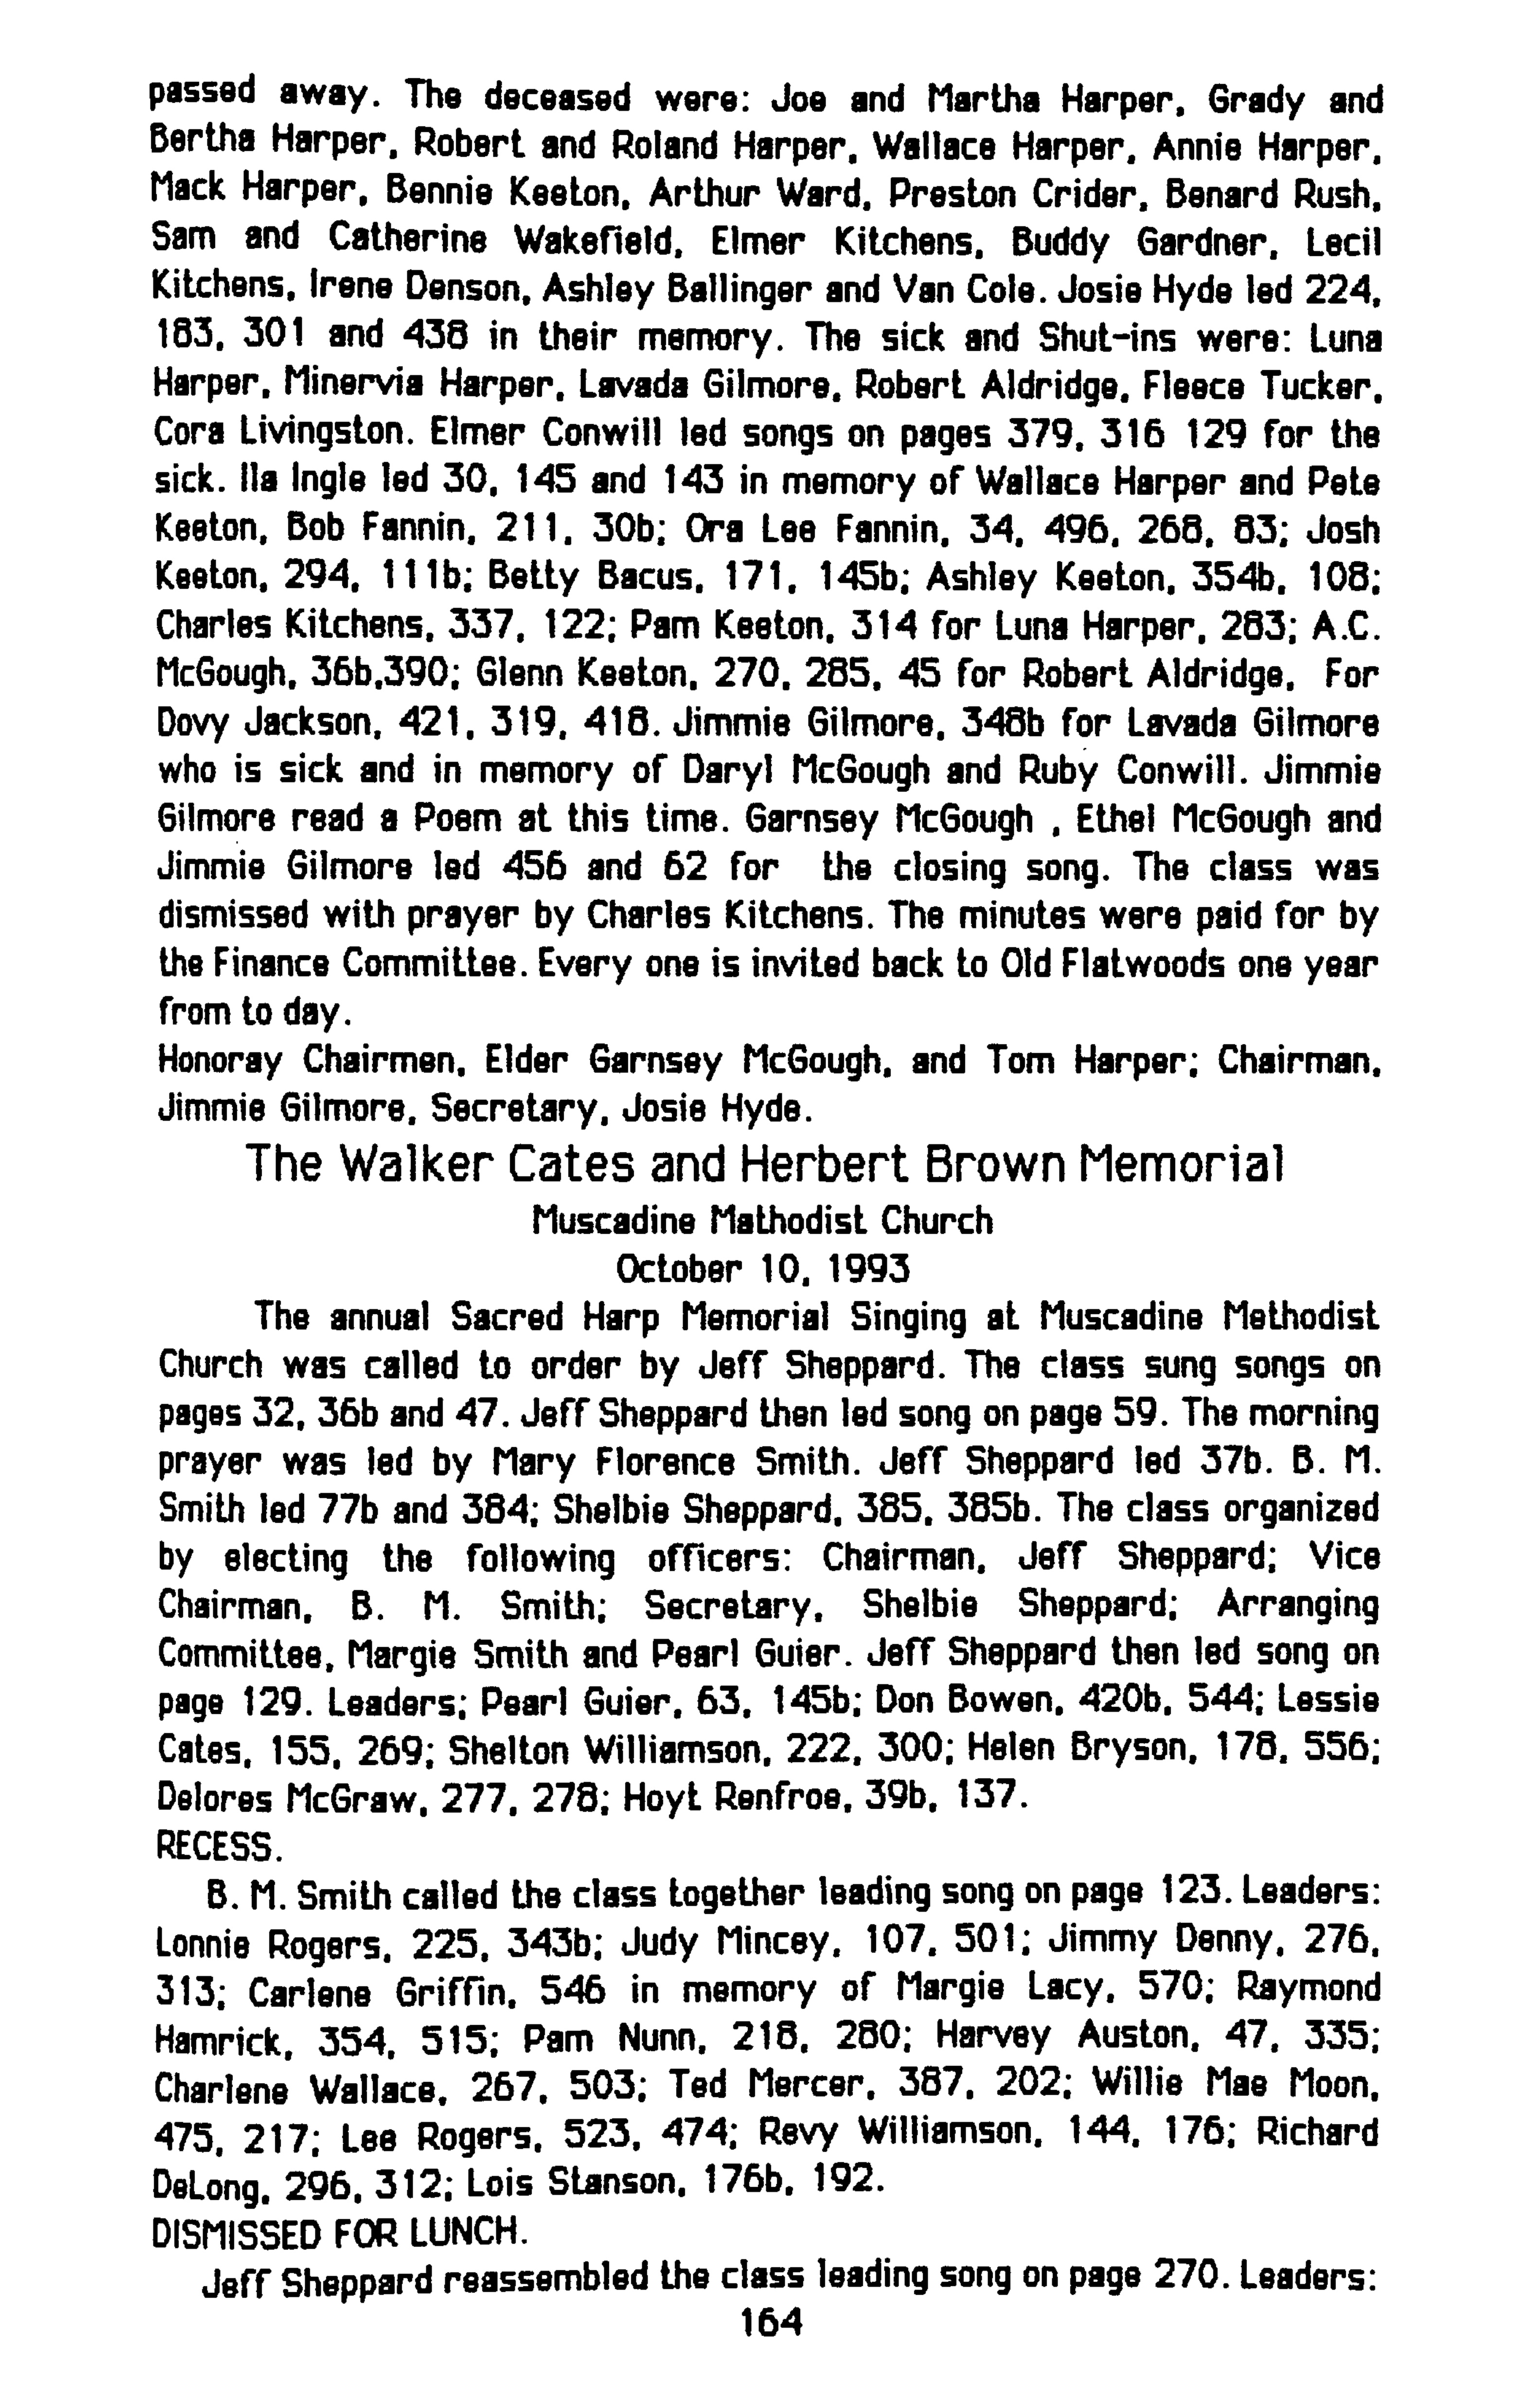 passed away. The deceased were: Joe and Martha Harper, Grady and
Bertha Harper, Robert and Roland Harper, Wallace Harper, Annie Harper,
Mack Harper, Bennie Keeton, Arthur Ward, Preston Crider, Benard Rush,
Sam and Catherine Wakefield, Elmer Kitchens, Buddy Gardner, Lecil
Kitchens, Irene Denson, Ashley Ballinger and Van Cole. Josie Hyde led 224,
183, 301 and 438 in their memory. The sick and Shut-ins were: Luna
Harper, Minervia Harper, Lavada Gilmore, Robert Aldridge, Fleece Tucker,
Cora Livingston. Elmer Conwill led songs on pages 379, 316 129 for the
sick. Ila Ingle led 30, 145 and 143 in memory of Wallace Harper and Pete
Keeton, Bob Fannin, 211, 30b; Ora Lee Fannin, 34, 496, 268, 83; Josh
Keeton, 294, 111b; Betty Bacus, 171, 145b; Ashley Keeton, 354b, 108;
Charles Kitchens, 337, 122; Pam Keeton, 314 for Luna Harper, 283; A.C.
McGough, 36b,390; Glenn Keeton, 270, 285, 45 for Robert Aldridge, For
Dovy Jackson, 421, 319, 418. Jimmie Gilmore, 348b for Lavada Gilmore
who is sick and in memory of Daryl McGough and Ruby Conwill. Jimmie
Gilmore read a Poem at this time. Garnsey McGough , Ethel McGough and
Jimmie Gilmore led 456 and 62 for the closing song. The class was
dismissed with prayer by Charles Kitchens. The minutes were paid for by
the Finance Committee. Every one is invited back to Old Flatwoods one year
from to day.
Honoray Chairmen, Elder Garnsey McGough, and Tom Harper; Chairman,
Jimmie Gilmore, Secretary, Josie Hyde.
The Walker Cates and Herbert Brown Memorial
Muscadine Mathodist Church
October 10, 1993
The annual Sacred Harp Memorial Singing at Muscadine Methodist
Church was called to order by Jeff Sheppard. The class sung songs on
pages 32, 36b and 47. Jeff Sheppard then led song on page 59. The morning
prayer was led by Mary Florence Smith. Jeff Sheppard led 37b. B. M.
Smith led 77b and 384; Shelbie Sheppard, 385, 385b. The class organized
by electing the following officers: Chairman, Jeff Sheppard; Vice
Chairman, B. M. Smith; Secretary, Shelbie Sheppard; Arranging
Committee, Margie Smith and Pearl Guier. Jeff Sheppard then led song on
page 129. Leaders; Pearl Guier, 63, 145b; Don Bowen, 420b, 544; Lessie
Cates, 155, 269; Shelton Williamson, 222, 300; Helen Bryson, 178, 556;
Delores McGraw, 277, 278; Hoyt Renfroe, 39b, 137.
RECESS.
B. M. Smith called the class together leading song on page 123. Leaders:
Lonnie Rogers, 225, 343b; Judy Mincey, 107, 501; Jimmy Denny, 276,
313; Carlene Griffin, 546 in memory of Margie Lacy, 570; Raymond
Hamrick, 354, 515; Pam Nunn, 218, 280; Harvey Auston, 47, 335;
Charlene Wallace, 267, 503; Ted Mercer, 387, 202; Willie Mae Moon,
475, 217; Lee Rogers, 523, 474; Revy Williamson, 144, 176; Richard
DeLong, 296, 312; Lois Stanson, 176b, 192.
DISMISSED FOR LUNCH.
Jeff Sheppard reassembled the class leading song on page 270. Leaders:
164